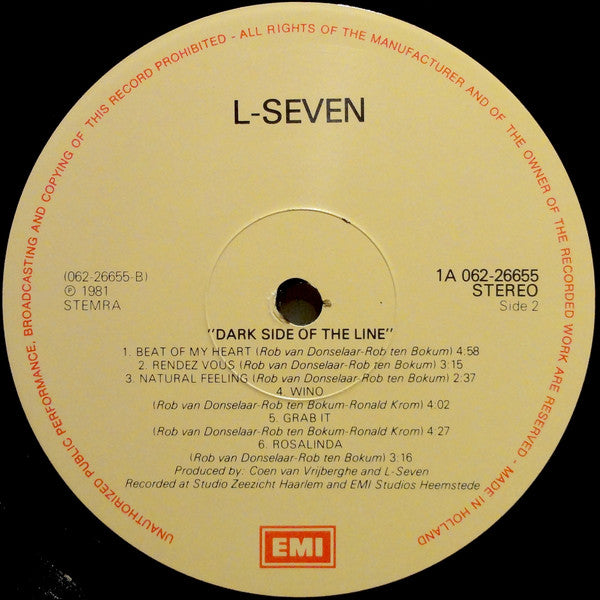 UNAUTHORIZED PUBLIC PERFORMANCE, BROADCASTING AND COPYING OF THIS RECORD PROHIBITED - ALL RIGHTS OF THE MANUFACTURER AND OF THE OWNER OF THE RECORDED WORK ARE RESERVED - MADE IN HOLLAND
L-SEVEN
(062-26655-B)
℗ 1981
STEMRA
1A 062-26655
STEREO
Side 2
"DARK SIDE OF THE LINE"
1. BEAT OF MY HEART (Rob van Donselaar-Rob ten Bokum) 4:58
2. RENDEZ VOUS (Rob van Donselaar-Rob ten Bokum) 3:15
3. NATURAL FEELING (Rob van Donselaar-Rob ten Bokum) 2:37
4. WINO
(Rob van Donselaar-Rob ten Bokum-Ronald Krom) 4:02
5. GRAB IT
(Rob van Donselaar-Rob ten Bokum-Ronald Krom) 4:27
6. ROSALINDA
(Rob van Donselaar-Rob ten Bokum) 3.16
Produced by: Coen van Vrijberghe and L-Seven
Recorded at Studio Zeezicht Haarlem and EMI Studios Heemstede
EMI